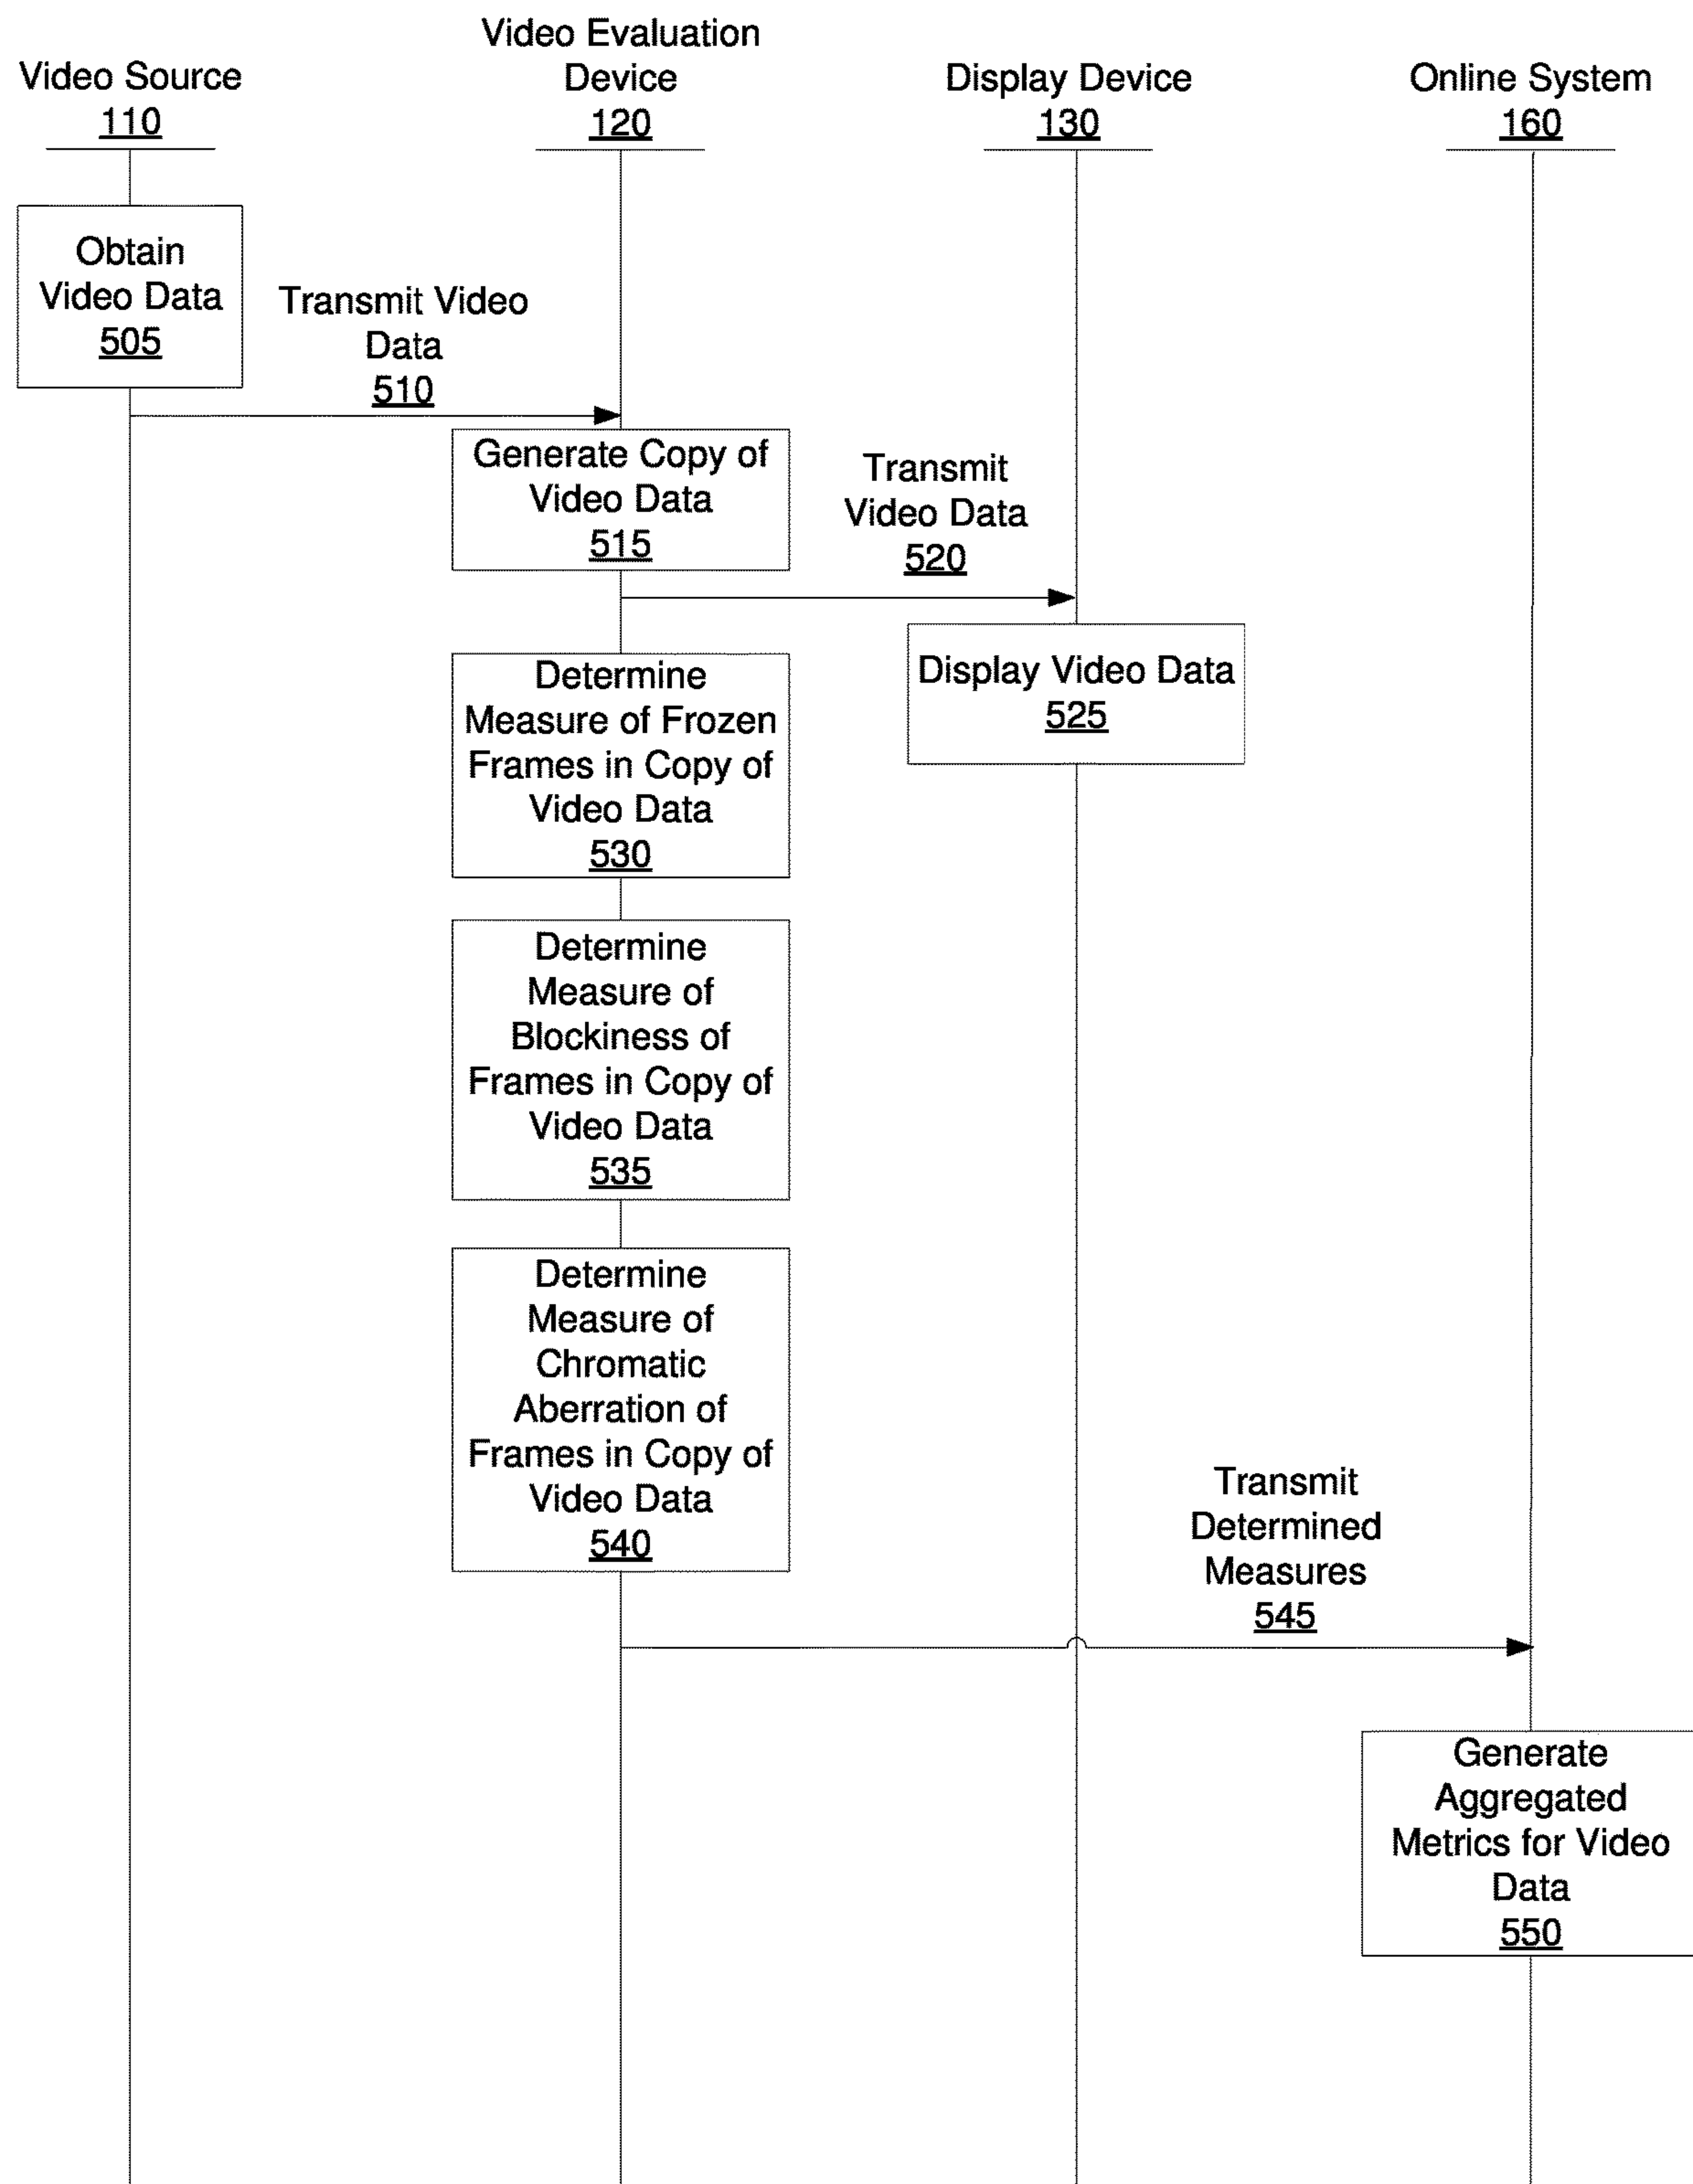 Video Source
110
Video Evaluation
Device
120
Display Device
130
Online System
160
Obtain
Video Data
505
Transmit Video
Data
510
Generate Copy of
Video Data
515
Transmit
Video Data
520
Display Video Data
525
Determine
Measure of Frozen
Frames in Copy of
Video Data
530
Determine
Measure of
Blockiness of
Frames in Copy of
Video Data
535
Determine
Measure of
Chromatic
Aberration of
Frames in Copy of
Video Data
540
Transmit
Determined
Measures
545
Generate
Aggregated
Metrics for Video
Data
550